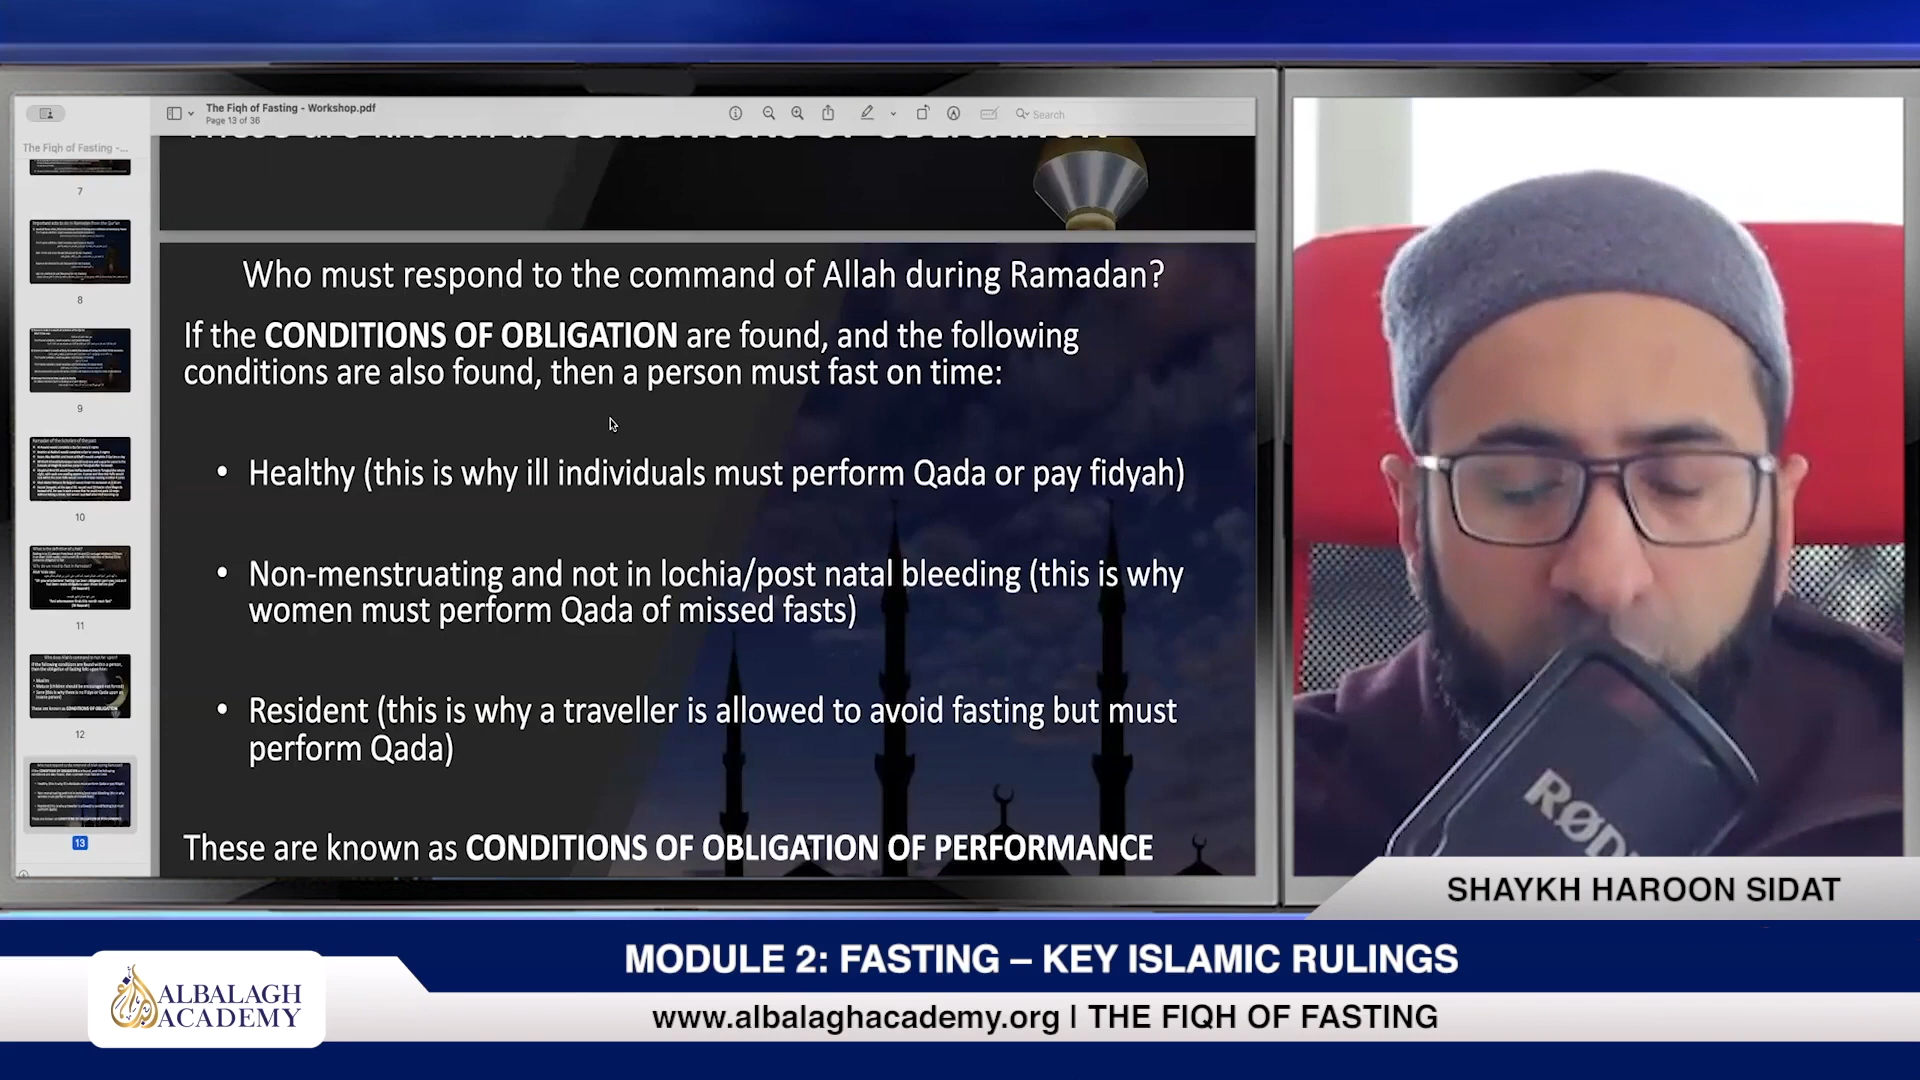 The Fiqh of Fasting - Workshop.pdf
Page 13 of 36
Search
The Fiqh of Fasting -...
7
8
9
10
11
12
13
Who must respond to the command of Allah during Ramadan?
If the CONDITIONS OF OBLIGATION are found, and the following
conditions are also found, then a person must fast on time:
• Healthy (this is why ill individuals must perform Qada or pay fidyah)
• Non-menstruating and not in lochia/post natal bleeding (this is why
women must perform Qada of missed fasts)
• Resident (this is why a traveller is allowed to avoid fasting but must
perform Qada)
These are known as CONDITIONS OF OBLIGATION OF PERFORMANCE
RØD
SHAYKH HAROON SIDAT
MODULE 2: FASTING – KEY ISLAMIC RULINGS
ALBALAGH
ACADEMY
www.albalaghacademy.org | THE FIQH OF FASTING